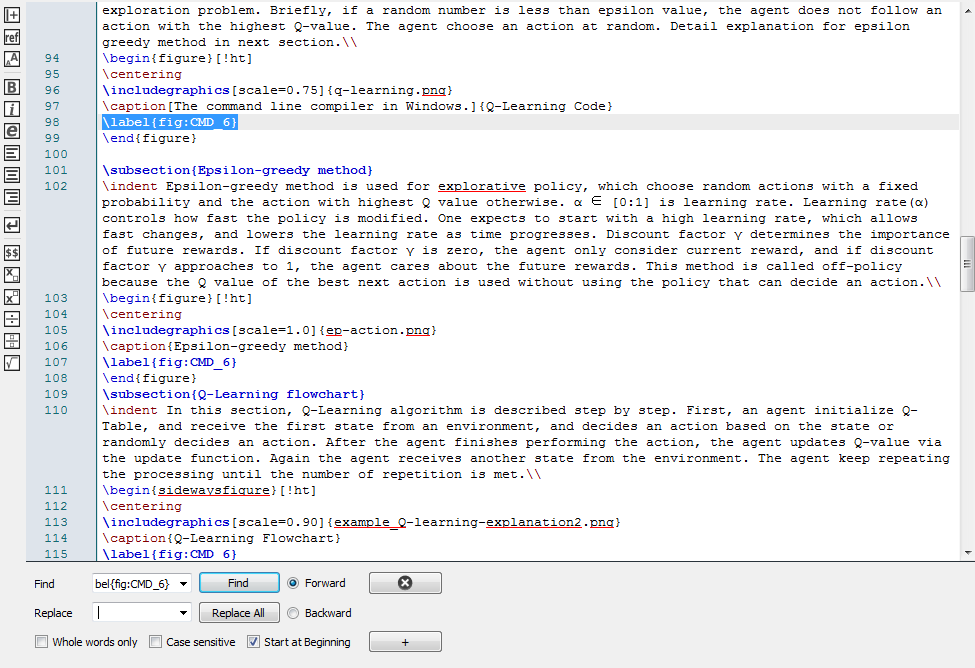 exploration problem. Briefly, if a random number is less than epsilon value, the agent does not follow an
action with the highest Q-value. The agent choose an action at random. Detail explanation for epsilon
greedy method in next section.\\
94 \begin{figure}[!ht]
95 \centering
96 \includegraphics[scale=0.75]{q-learning.png}
97 \caption[The command line compiler in Windows.]{Q-Learning Code}
98 \label{fig:CMD_6}
99 \end{figure}
100
101 \subsection{Epsilon-greedy method}
102 \indent Epsilon-greedy method is used for explorative policy, which choose random actions with a fixed
probability and the action with highest Q value otherwise. α ∈ [0:1] is learning rate. Learning rate(α)
controls how fast the policy is modified. One expects to start with a high learning rate, which allows
fast changes, and lowers the learning rate as time progresses. Discount factor γ determines the importance
of future rewards. If discount factor γ is zero, the agent only consider current reward, and if discount
factor γ approaches to 1, the agent cares about the future rewards. This method is called off-policy
because the Q value of the best next action is used without using the policy that can decide an action.\\
103 \begin{figure}[!ht]
104 \centering
105 \includegraphics[scale=1.0]{ep-action.png}
106 \caption{Epsilon-greedy method}
107 \label{fig:CMD_6}
108 \end{figure}
109 \subsection{Q-Learning flowchart}
110 \indent In this section, Q-Learning algorithm is described step by step. First, an agent initialize Q-
Table, and receive the first state from an environment, and decides an action based on the state or
randomly decides an action. After the agent finishes performing the action, the agent updates Q-value via
the update function. Again the agent receives another state from the environment. The agent keep repeating
the processing until the number of repetition is met.\\
111 \begin{sidewaysfigure}[!ht]
112 \centering
113 \includegraphics[scale=0.90]{example_Q-learning-explanation2.png}
114 \caption{Q-Learning Flowchart}
115 \label{fig:CMD_6}
ref
B
i
e
$$
Find bel{fig:CMD_6} Find Forward
Replace Replace All Backward
Whole words only Case sensitive Start at Beginning +